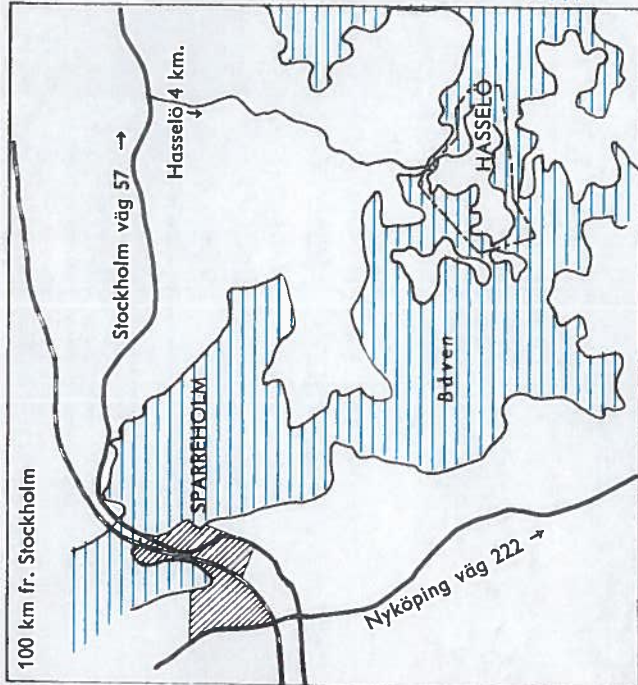 100 km fr. Stockholm
Stockholm väg 57 →
Hasselö 4 km.
↓
SPARREHOLM
HASSELÖ
Båven
Nyköping väg 222 →